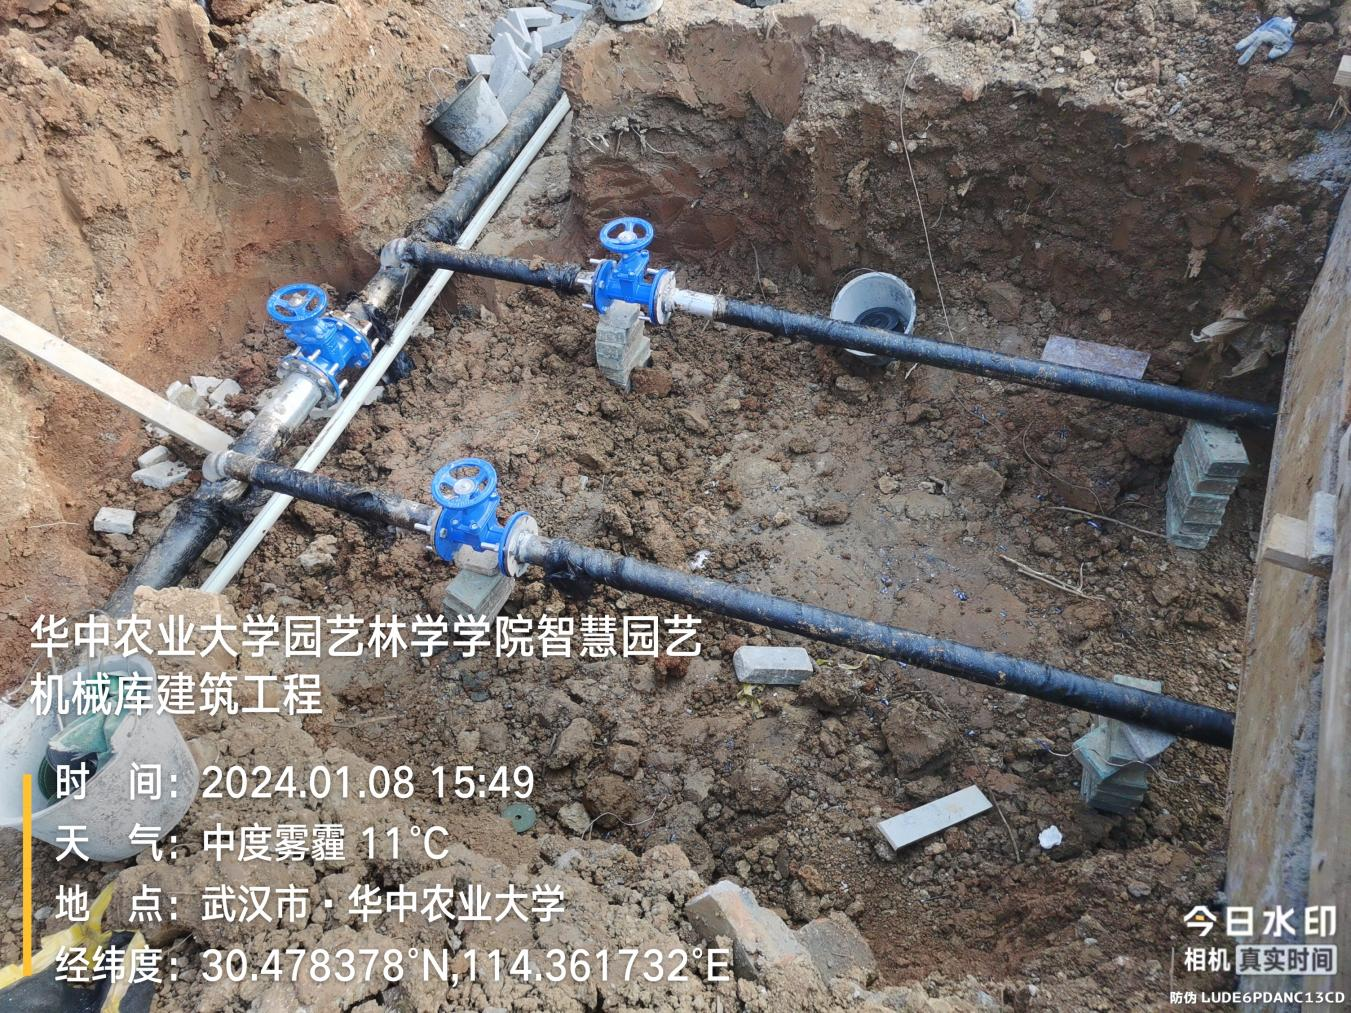 华中农业大学园艺林学学院智慧园艺
机械库建筑工程
时 间：2024.01.08 15:49
天 气：中度雾霾 11℃
地 点：武汉市·华中农业大学
经纬度：30.478378°N,114.361732°E
今日水印
相机 真实时间
防伪 LUDE6PDANC13CD